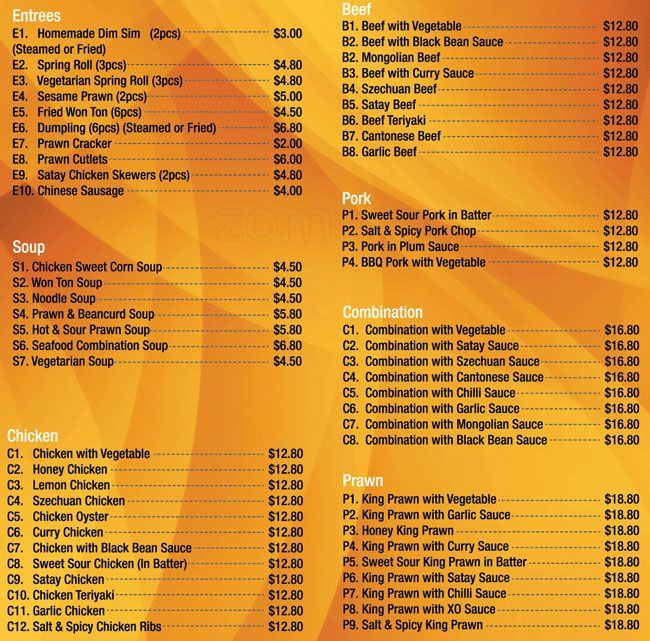 Entrees
E1. Homemade Dim Sim (2pcs) $3.00
(Steamed or Fried)
E2. Spring Roll (3pcs) $4.80
E3. Vegetarian Spring Roll (3pcs) $4.80
E4. Sesame Prawn (2pcs) $5.00
E5. Fried Won Ton (6pcs) $4.50
E6. Dumpling (6pcs) (Steamed or Fried) $6.80
E7. Prawn Cracker $2.00
E8. Prawn Cutlets $6.00
E9. Satay Chicken Skewers (2pcs) $4.80
E10. Chinese Sausage $4.00
Soup
S1. Chicken Sweet Corn Soup $4.50
S2. Won Ton Soup $4.50
S3. Noodle Soup $4.50
S4. Prawn & Beancurd Soup $5.80
S5. Hot & Sour Prawn Soup $5.80
S6. Seafood Combination Soup $6.80
S7. Vegetarian Soup $4.50
Chicken
C1. Chicken with Vegetable $12.80
C2. Honey Chicken $12.80
C3. Lemon Chicken $12.80
C4. Szechuan Chicken $12.80
C5. Chicken Oyster $12.80
C6. Curry Chicken $12.80
C7. Chicken with Black Bean Sauce $12.80
C8. Sweet Sour Chicken (In Batter) $12.80
C9. Satay Chicken $12.80
C10. Chicken Teriyaki $12.80
C11. Garlic Chicken $12.80
C12. Salt & Spicy Chicken Ribs $12.80
Beef
B1. Beef with Vegetable $12.80
B2. Beef with Black Bean Sauce $12.80
B2. Mongolian Beef $12.80
B3. Beef with Curry Sauce $12.80
B4. Szechuan Beef $12.80
B5. Satay Beef $12.80
B6. Beef Teriyaki $12.80
B7. Cantonese Beef $12.80
B8. Garlic Beef $12.80
Pork
P1. Sweet Sour Pork in Batter $12.80
P2. Salt & Spicy Pork Chop $12.80
P3. Pork in Plum Sauce $12.80
P4. BBQ Pork with Vegetable $12.80
Combination
C1. Combination with Vegetable $16.80
C2. Combination with Satay Sauce $16.80
C3. Combination with Szechuan Sauce $16.80
C4. Combination with Cantonese Sauce $16.80
C5. Combination with Chilli Sauce $16.80
C6. Combination with Garlic Sauce $16.80
C7. Combination with Mongolian Sauce $16.80
C8. Combination with Black Bean Sauce $16.80
Prawn
P1. King Prawn with Vegetable $18.80
P2. King Prawn with Garlic Sauce $18.80
P3. Honey King Prawn $18.80
P4. King Prawn with Curry Sauce $18.80
P5. Sweet Sour King Prawn in Batter $18.80
P6. King Prawn with Satay Sauce $18.80
P7. King Prawn with Chilli Sauce $18.80
P8. King Prawn with XO Sauce $18.80
P9. Salt & Spicy King Prawn $18.80